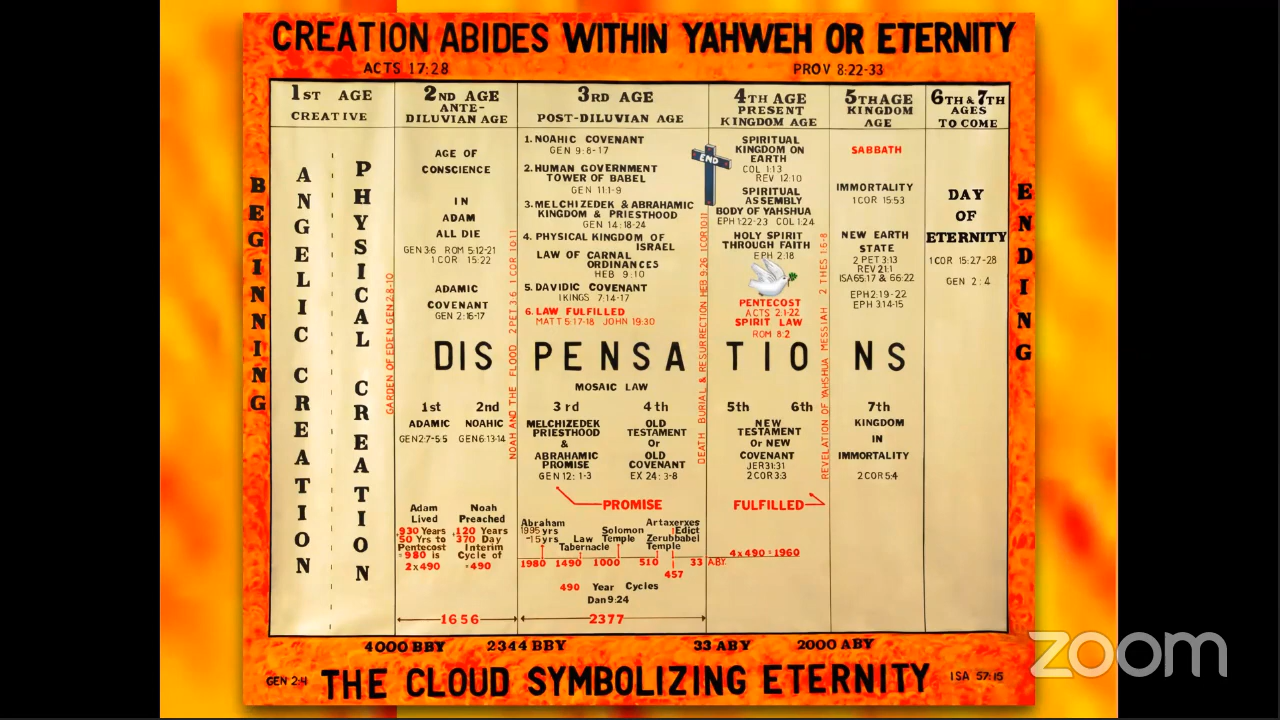 CREATION ABIDES WITHIN YAHWEH OR ETERNITY
ACTS 17:28
PROV 8:22-33
1ST AGE
CREATIVE
2ND AGE
ANTE-
DILUVIAN AGE
3RD AGE
POST-DILUVIAN AGE
4TH AGE
PRESENT
KINGDOM AGE
5TH AGE
KINGDOM
AGE
6TH & 7TH
AGES
TO COME
BEGINNING
ANGELIC CREATION
PHYSICAL CREATION
GARDEN OF EDEN GEN 2:8-10
AGE OF
CONSCIENCE
IN
ADAM
ALL DIE
GEN 3:6 ROM 5:12-21
1 COR 15:22
ADAMIC
COVENANT
GEN 2:16-17
NOAH AND THE FLOOD 2 PET 3:6 1 COR 10:11
1. NOAHIC COVENANT
GEN 9:8-17
2. HUMAN GOVERNMENT
TOWER OF BABEL
GEN 11:1-9
3. MELCHIZEDEK & ABRAHAMIC
KINGDOM & PRIESTHOOD
GEN 14:18-24
4. PHYSICAL KINGDOM OF
ISRAEL
LAW OF CARNAL
ORDINANCES
HEB 9:10
5. DAVIDIC COVENANT
1KINGS 7:14-17
6. LAW FULFILLED
MATT 5:17-18 JOHN 19:30
END
DEATH BURIAL & RESURRECTION HEB 9:26 1COR10:11
SPIRITUAL
KINGDOM ON
EARTH
COL 1:13
REV 12:10
SPIRITUAL
ASSEMBLY
BODY OF YAHSHUA
EPH 1:22-23 COL 1:24
HOLY SPIRIT
THROUGH FAITH
EPH 2:18
PENTECOST
ACTS 2:1-22
SPIRIT LAW
ROM 8:2
REVELATION OF YAHSHUA MESSIAH 2 THES 1:6-8
SABBATH
IMMORTALITY
1 COR 15:53
NEW EARTH
STATE
2 PET 3:13
REV 21:1
ISA65:17 & 66:22
EPH 2:19-22
EPH 3:14-15
DAY
OF
ETERNITY
1COR 15:27-28
GEN 2:4
ENDING
DISPENSATIONS
MOSAIC LAW
1st
ADAMIC
GEN2:7-5:5
2nd
NOAHIC
GEN6:13-14
3rd
MELCHIZEDEK
PRIESTHOOD
&
ABRAHAMIC
PROMISE
GEN 12:1-3
4th
OLD
TESTAMENT
Or
OLD
COVENANT
EX 24:3-8
5th 6th
NEW
TESTAMENT
Or NEW
COVENANT
JER31:31
2 COR 3:3
7th
KINGDOM
IN
IMMORTALITY
2 COR 5:4
PROMISE
FULFILLED
Adam
Lived
930 Years
50 Yrs to
Pentecost
=980 is
2x490
Noah
Preached
120 Years
370 Day
Interim
Cycle of
=490
Abraham
1995 yrs
-15 yrs
Law
Tabernacle
Solomon
Temple
Artaxerxes
Edict
Zerubbabel
Temple
1980 1490 1000 510 33 ABY
457
4x490=1960
490 Year Cycles
Dan 9:24
1656
2377
4000 BBY 2344 BBY 33 ABY 2000 ABY
GEN 2:4
THE CLOUD SYMBOLIZING ETERNITY
ISA 57:15
zoom